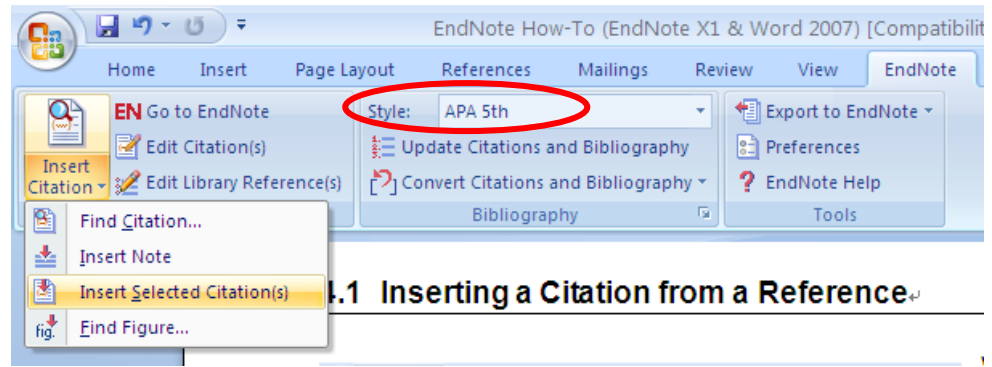 EndNote How-To (EndNote X1 & Word 2007) [Compatibilit
Home Insert Page Layout References Mailings Review View EndNote
Insert Citation
EN Go to EndNote
Edit Citation(s)
Edit Library Reference(s)
Style: APA 5th
Update Citations and Bibliography
Convert Citations and Bibliography
Bibliography
Export to EndNote
Preferences
? EndNote Help
Tools
Find Citation...
Insert Note
Insert Selected Citation(s)
fig. Find Figure...
.1 Inserting a Citation from a Reference